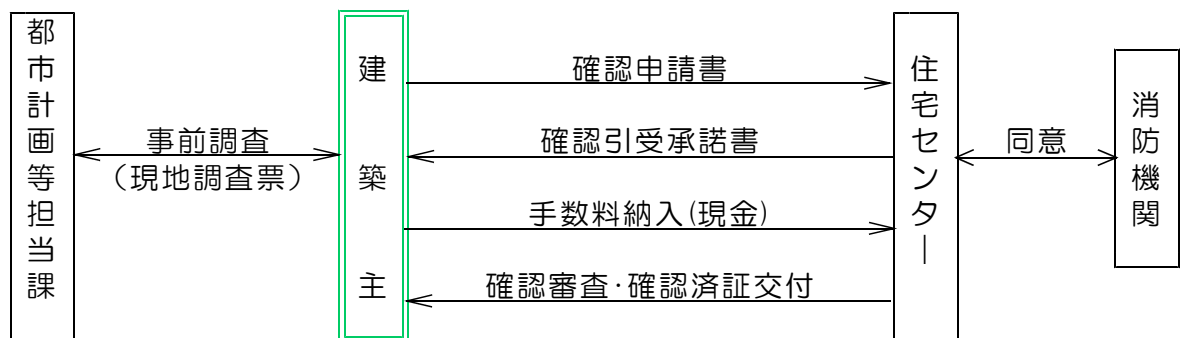 都市計画等担当課
事前調査
（現地調査票）
建築主
確認申請書
確認引受承諾書
手数料納入(現金)
確認審査･確認済証交付
住宅センター
同意
消防機関